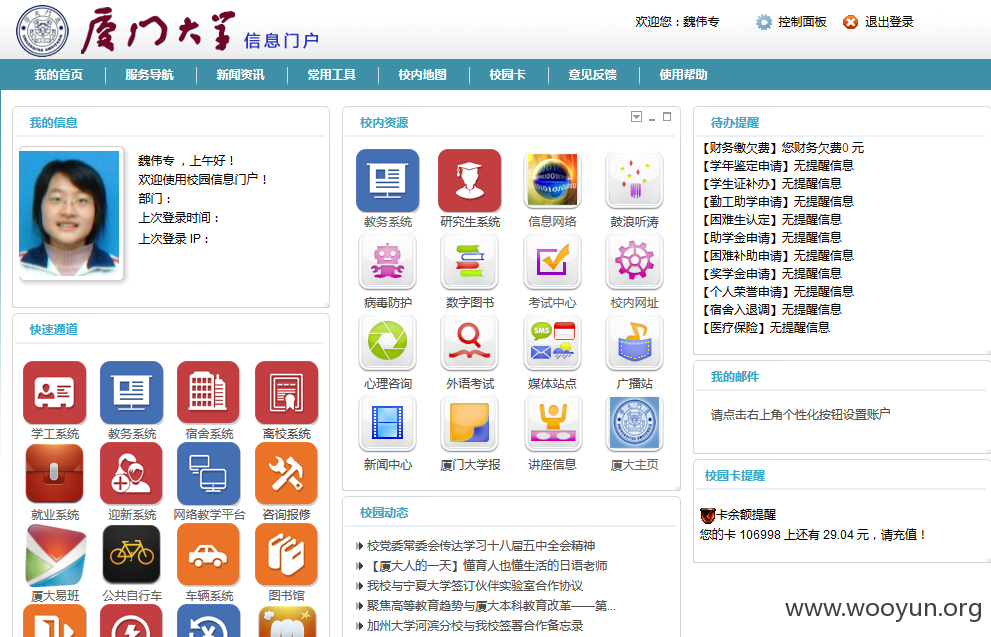 厦门大学 信息门户
欢迎您：魏伟专 控制面板 退出登录
我的首页 服务导航 新闻资讯 常用工具 校内地图 校园卡 意见反馈 使用帮助
我的信息
魏伟专 ，上午好！
欢迎使用校园信息门户！
部门：
上次登录时间：
上次登录 IP：
快速通道
学工系统 教务系统 宿舍系统 离校系统
就业系统 迎新系统 网络教学平台 咨询报修
厦大易班 公共自行车 车辆系统 图书馆
校内资源
教务系统 研究生系统 信息网络 鼓浪听涛
病毒防护 数字图书 考试中心 校内网址
SMS
心理咨询 外语考试 媒体站点 广播站
新闻中心 厦门大学报 讲座信息 厦大主页
校园动态
校党委常委会传达学习十八届五中全会精神
【厦大人的一天】懂育人也懂生活的日语老师
我校与宁夏大学签订伙伴实验室合作协议
聚焦高等教育趋势与厦大本科教育改革——第...
加州大学河滨分校与我校签署合作备忘录
待办提醒
【财务缴欠费】您财务欠费0 元
【学年鉴定申请】无提醒信息
【学生证补办】无提醒信息
【勤工助学申请】无提醒信息
【困难生认定】无提醒信息
【助学金申请】无提醒信息
【困难补助申请】无提醒信息
【奖学金申请】无提醒信息
【个人荣誉申请】无提醒信息
【宿舍入退调】无提醒信息
【医疗保险】无提醒信息
我的邮件
请点击右上角个性化按钮设置账户
校园卡提醒
卡余额提醒
您的卡 106998 上还有 29.04 元，请充值！
www.wooyun.org